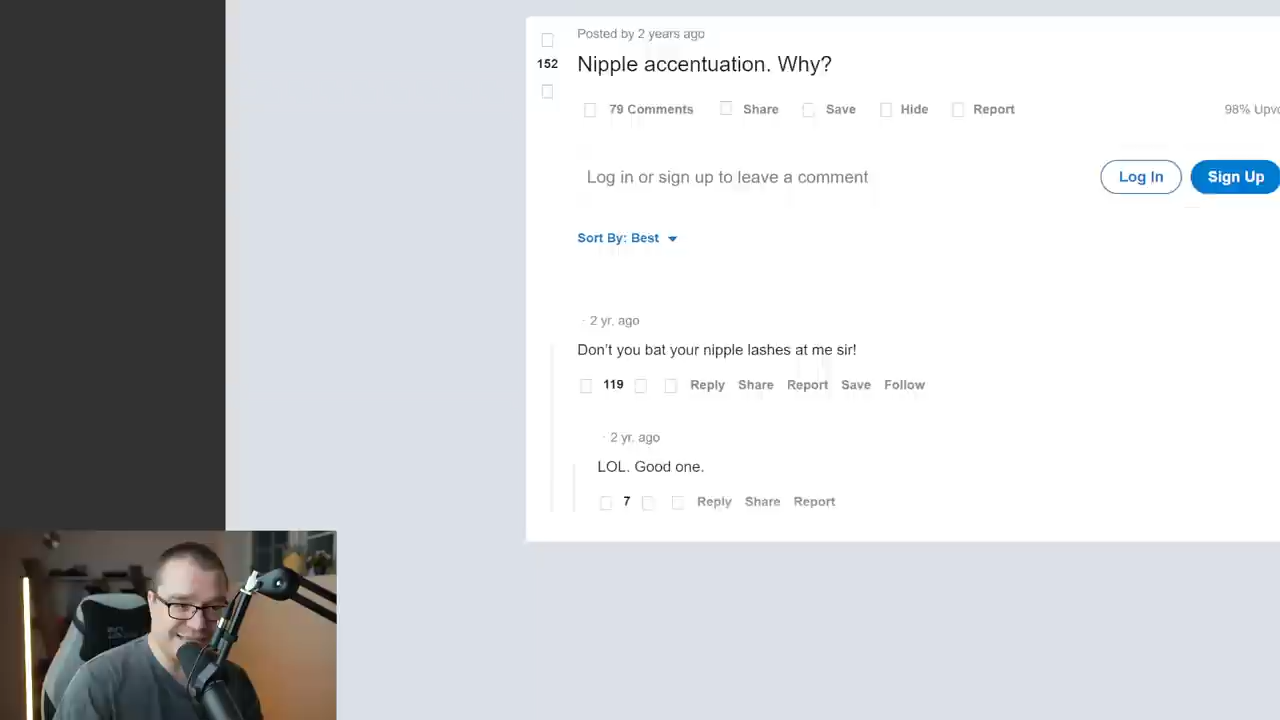 Posted by 2 years ago
152
Nipple accentuation. Why?
79 Comments Share Save Hide Report
98% Upvo
Log in or sign up to leave a comment
Log In
Sign Up
Sort By: Best
· 2 yr. ago
Don’t you bat your nipple lashes at me sir!
119 Reply Share Report Save Follow
· 2 yr. ago
LOL. Good one.
7 Reply Share Report